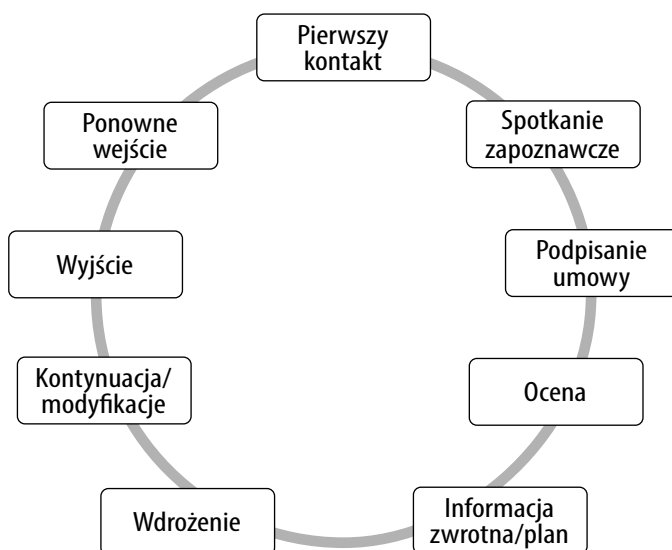 Pierwszy
kontakt
Spotkanie
zapoznawcze
Podpisanie
umowy
Ocena
Informacja
zwrotna/plan
Wdrożenie
Kontynuacja/
modyfikacje
Wyjście
Ponowne
wejście